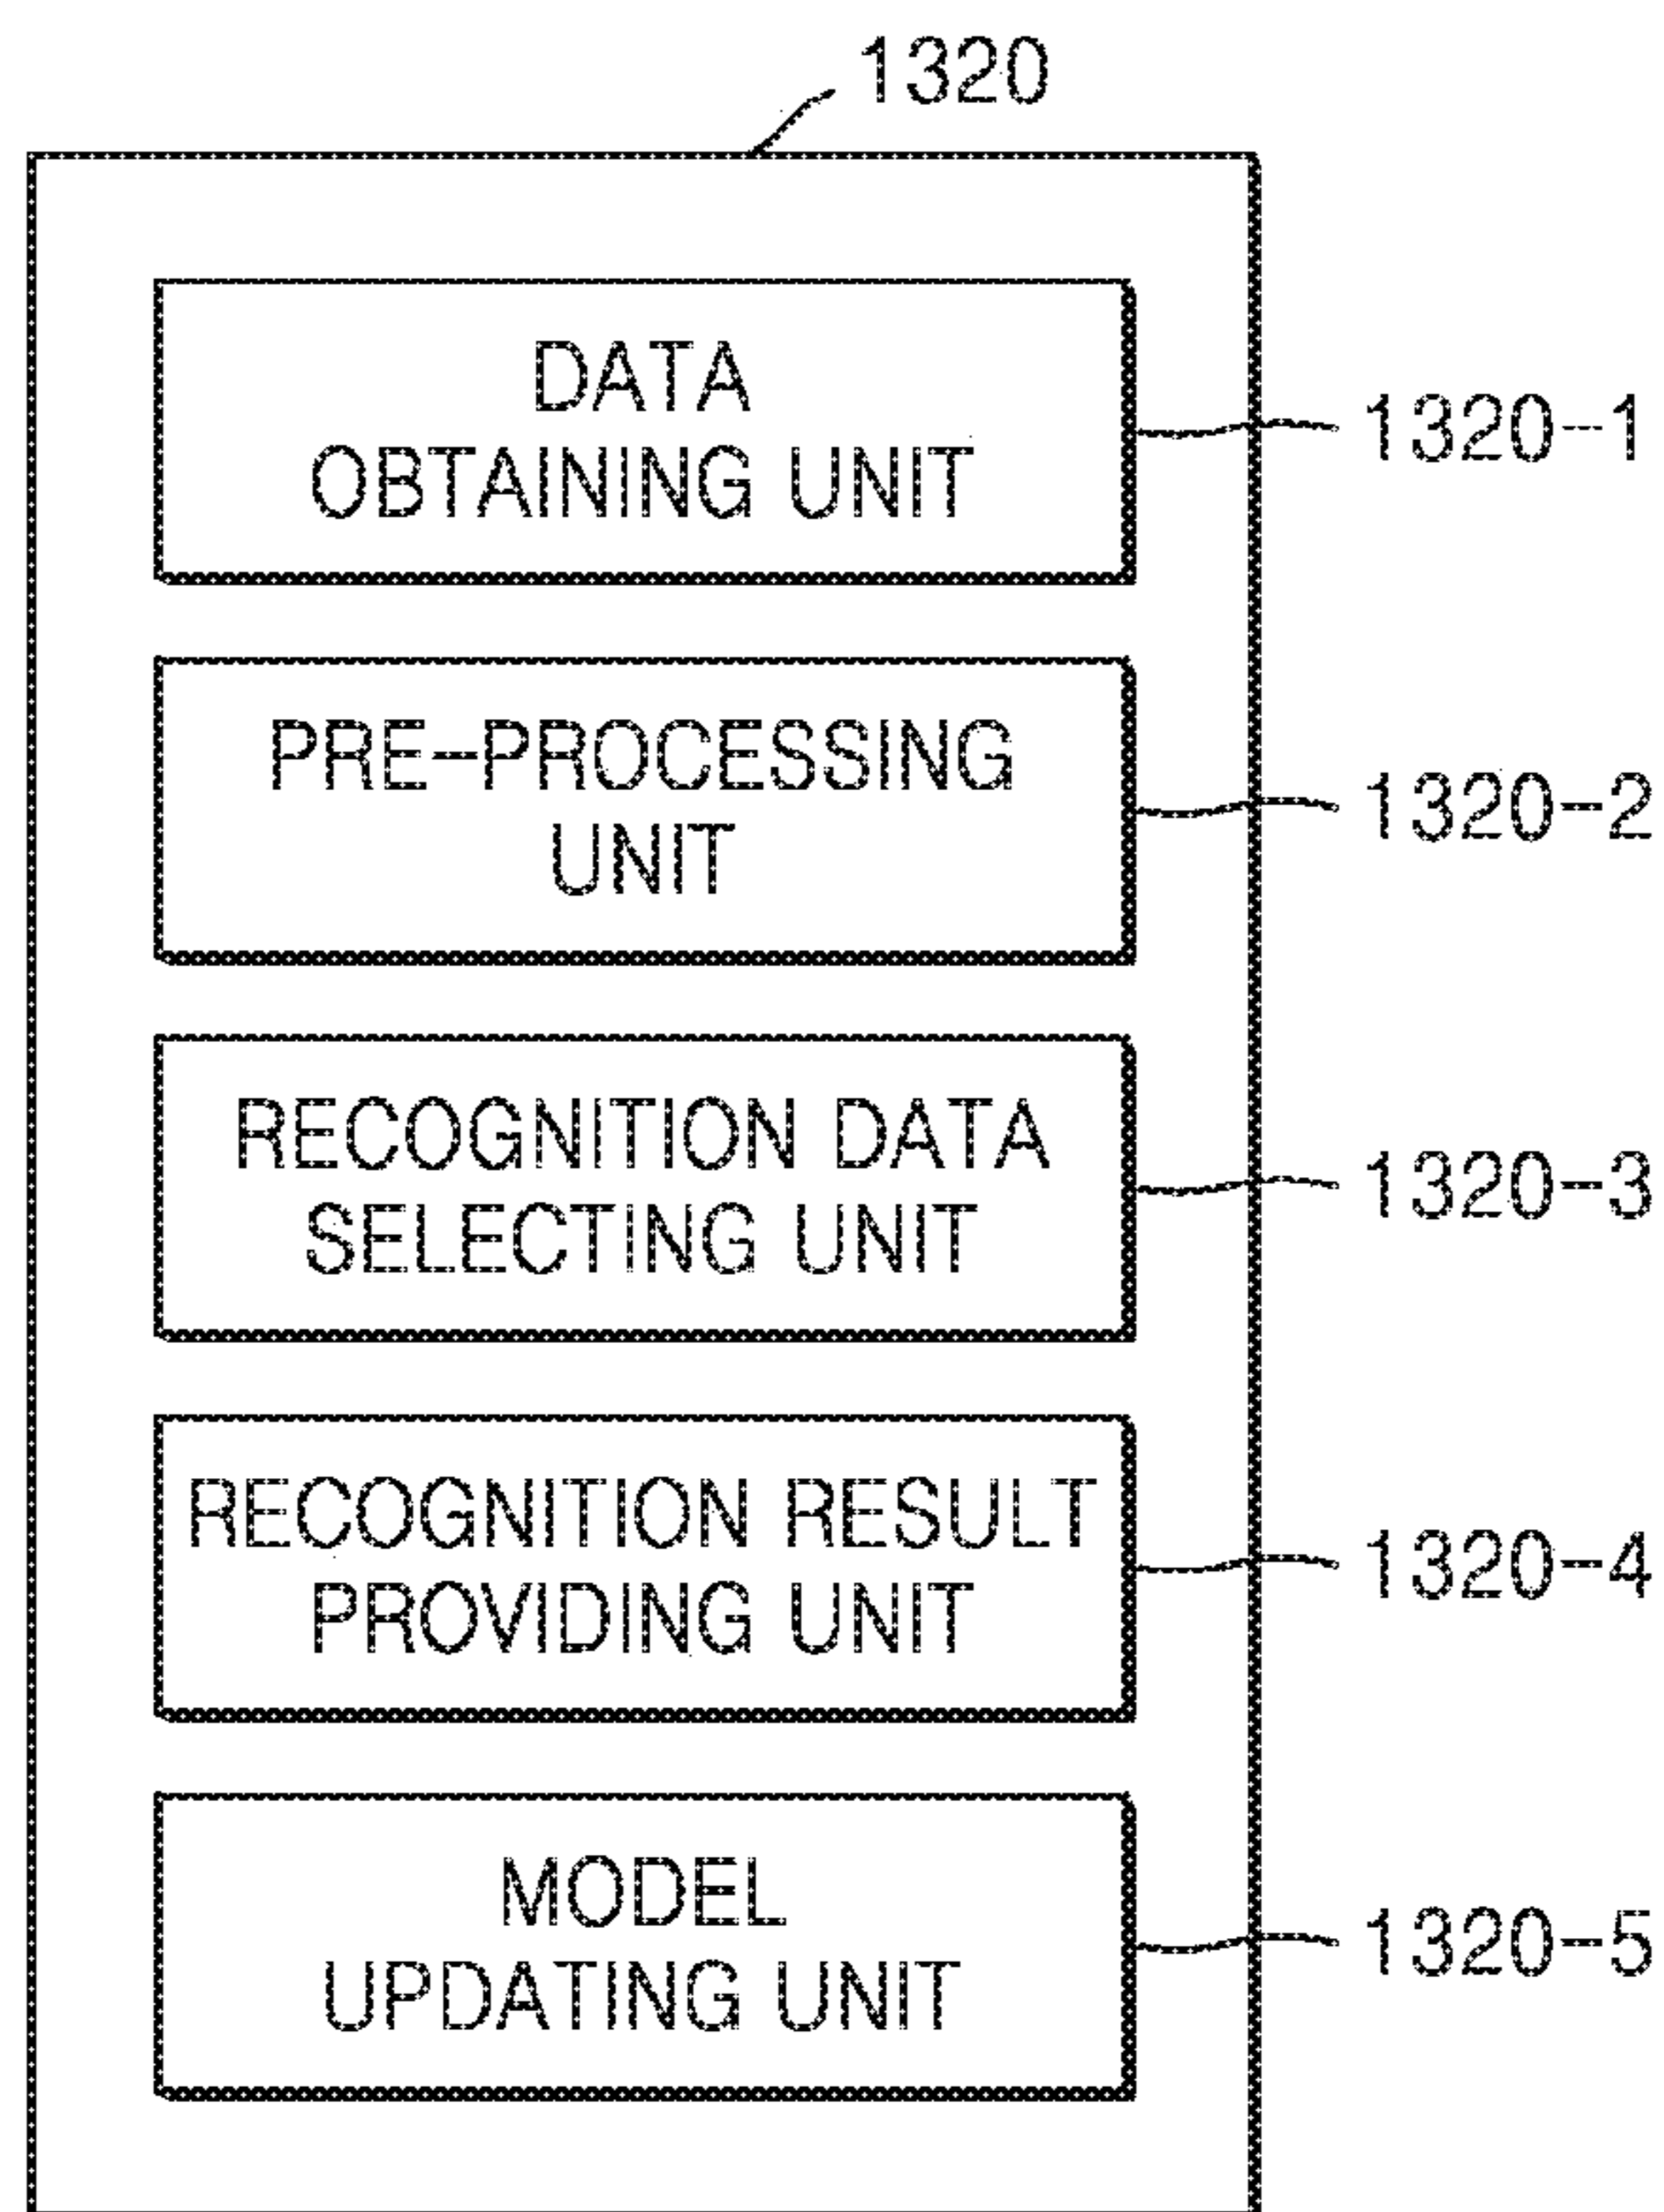 1320
DATA
OBTAINING UNIT
1320-1
PRE-PROCESSING
UNIT
1320-2
RECOGNITION DATA
SELECTING UNIT
1320-3
RECOGNITION RESULT
PROVIDING UNIT
1320-4
MODEL
UPDATING UNIT
1320-5